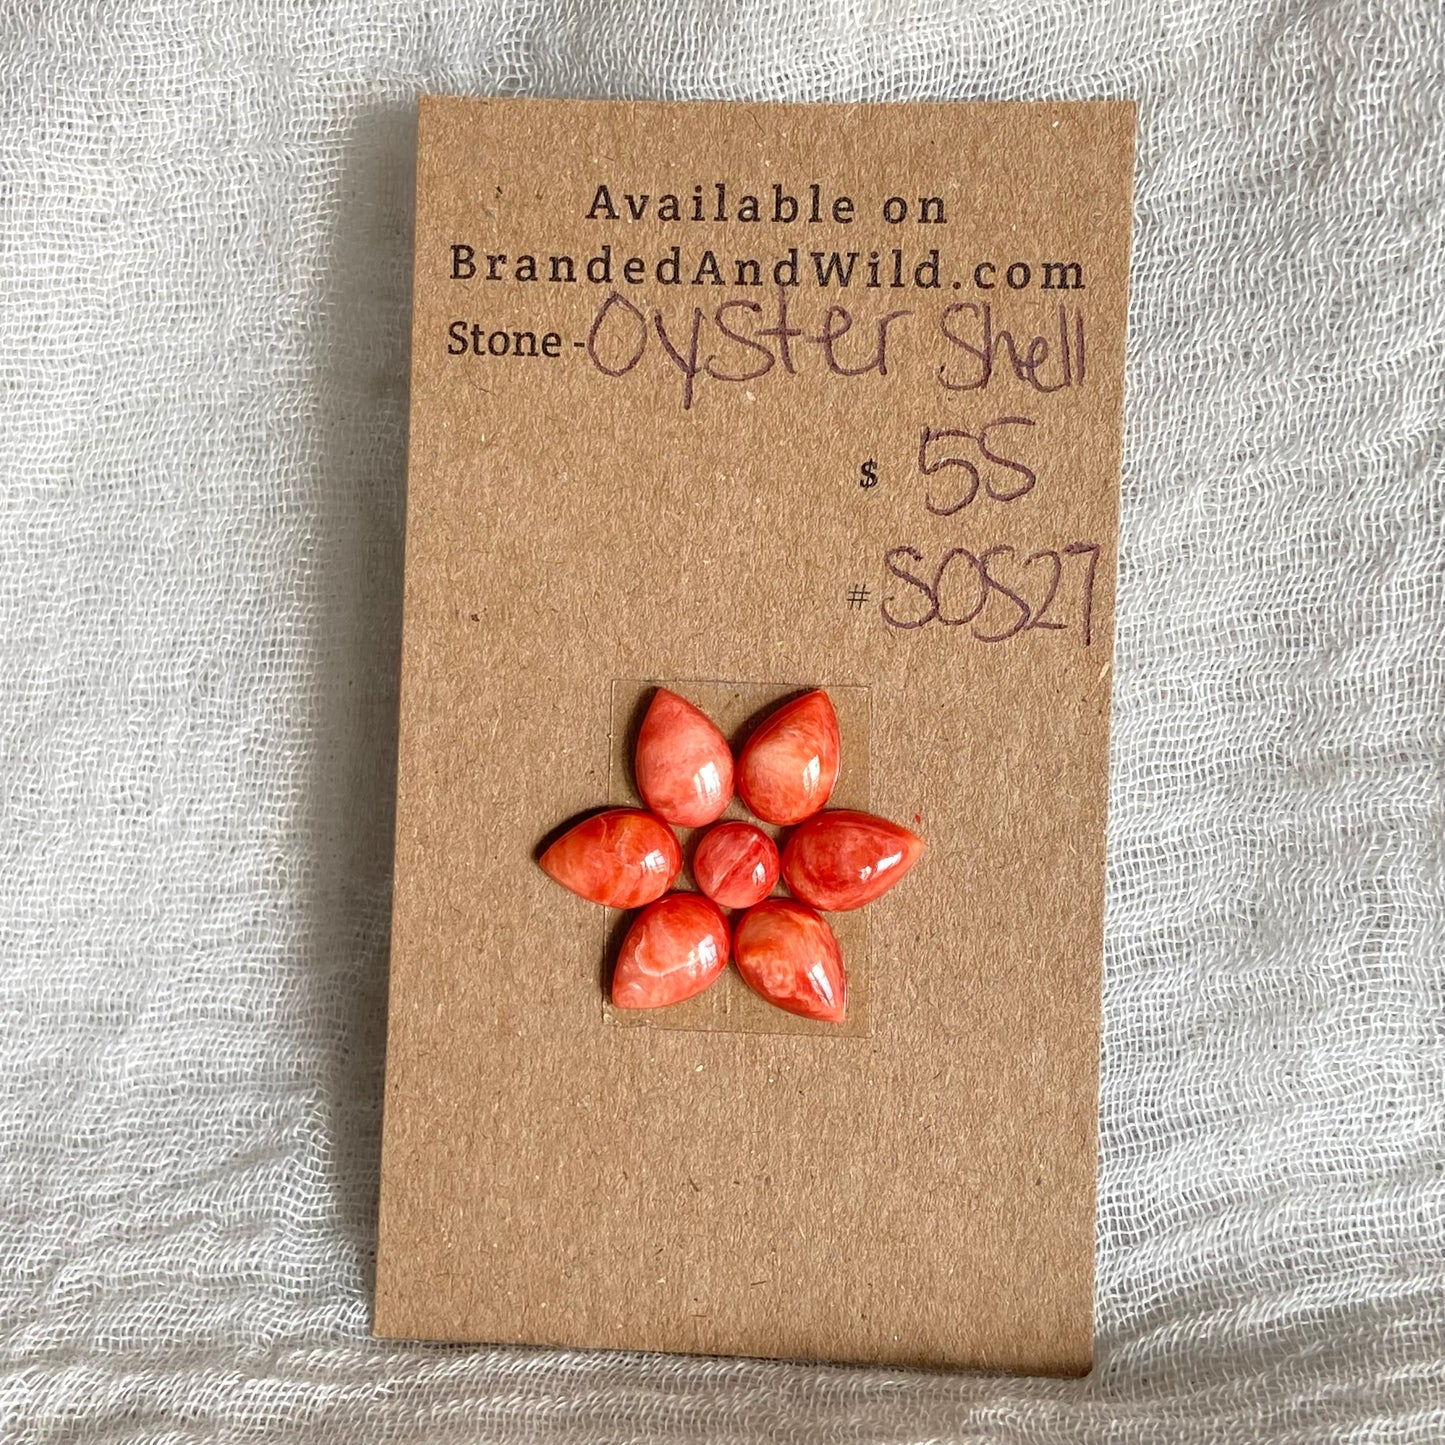 Available on
BrandedAndWild.com
Stone - Oyster Shell
$ 55
# SOS27